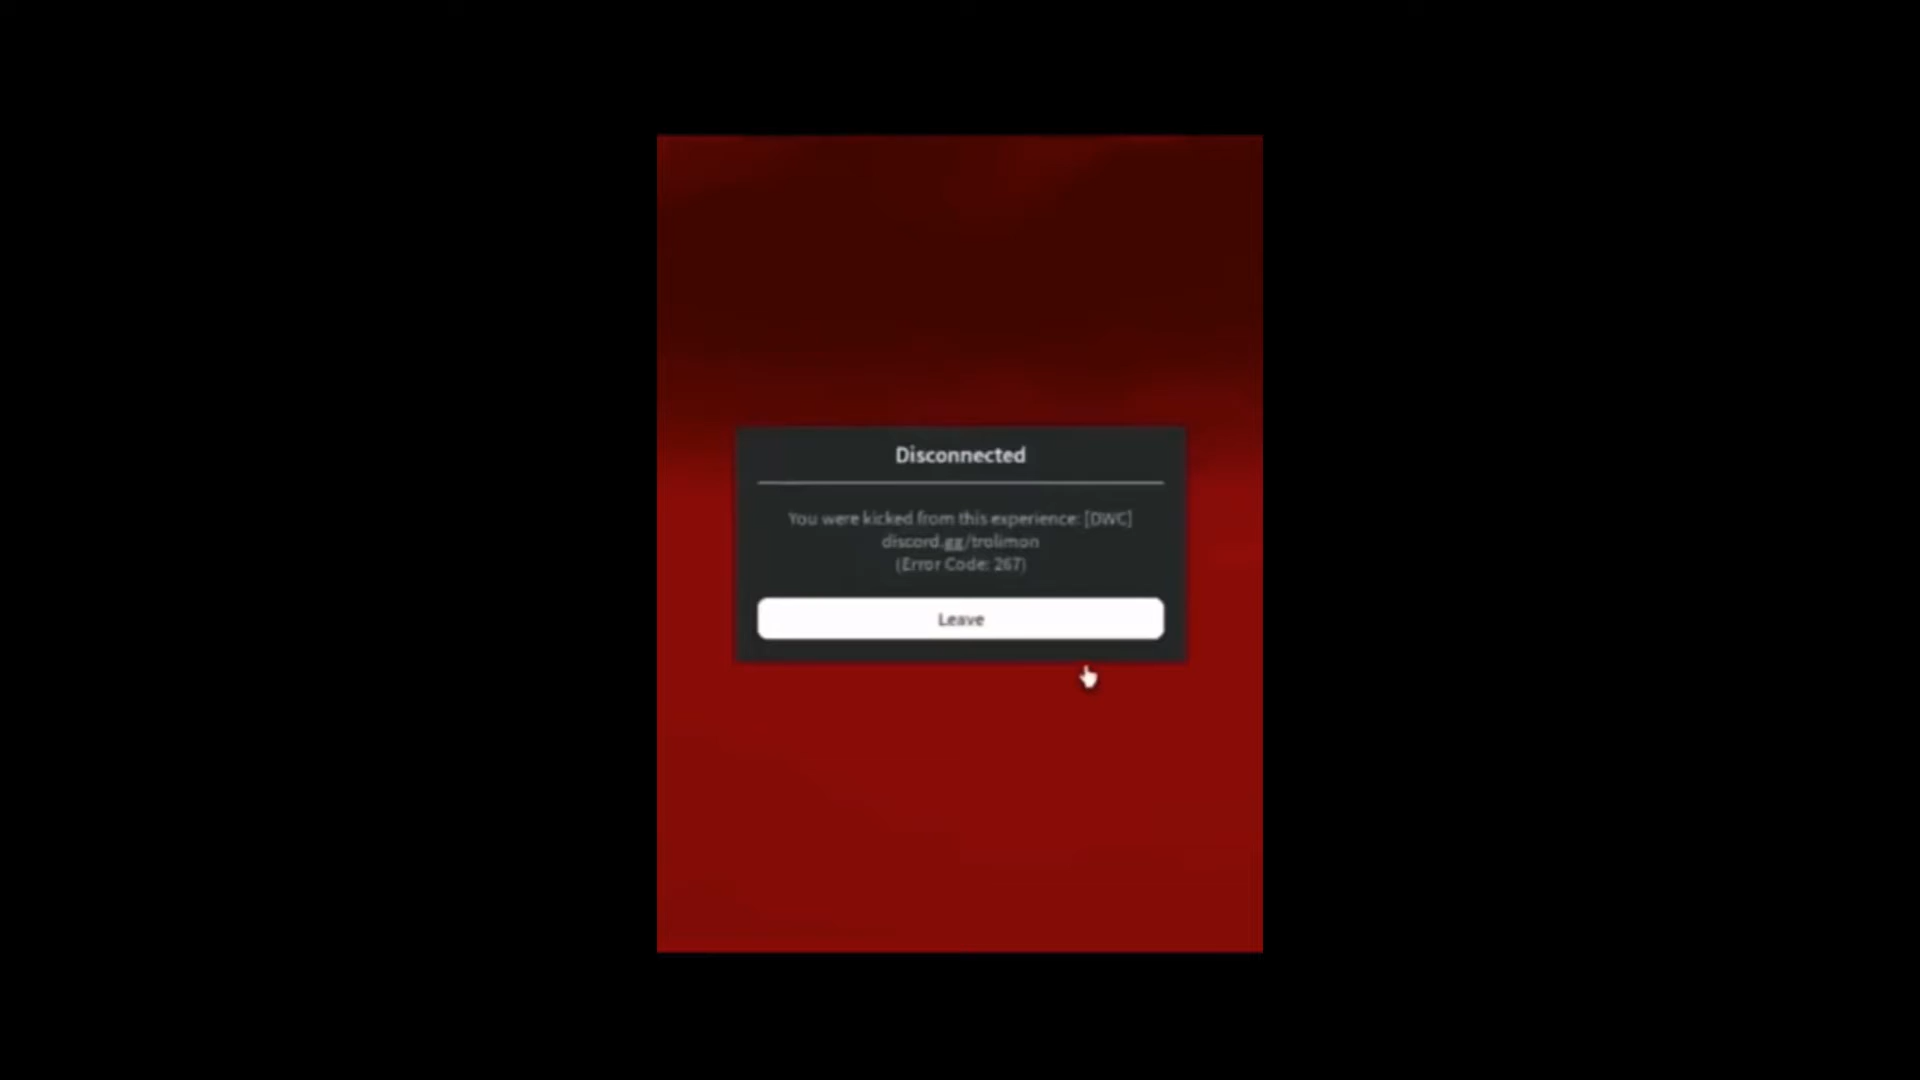 Disconnected
You were kicked from this experience: [DWC]
discord.gg/trolimon
(Error Code: 267)
Leave